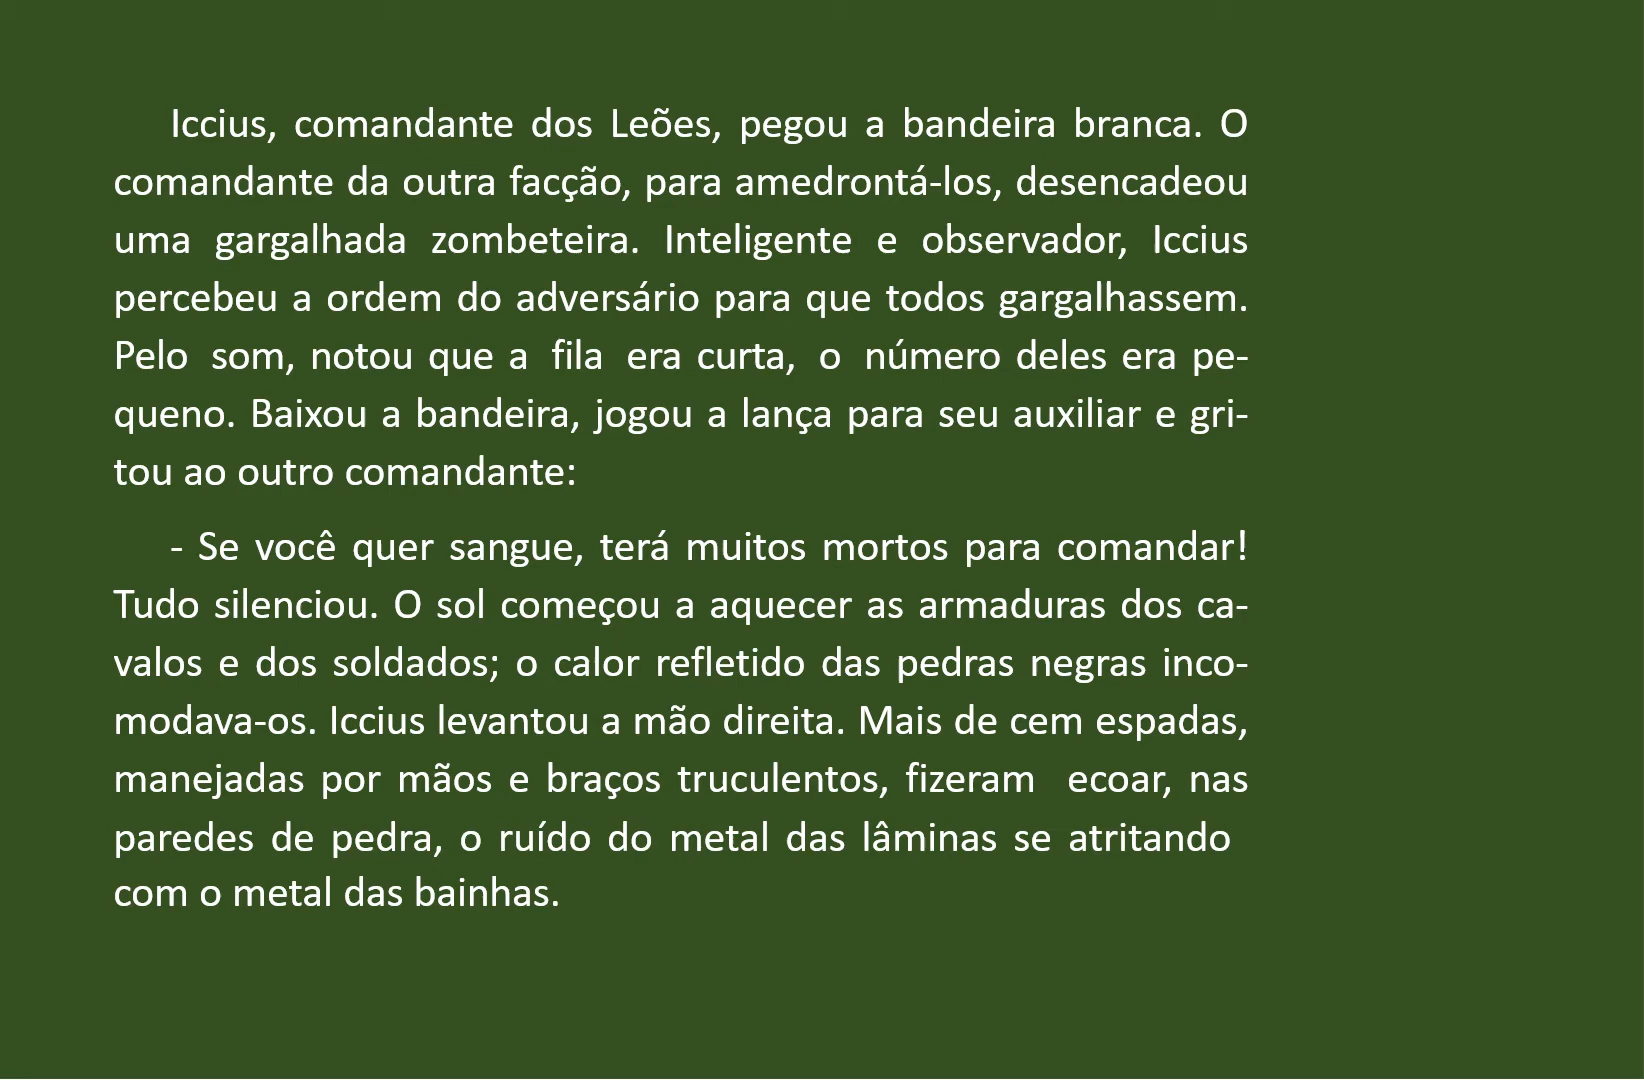 Iccius, comandante dos Leões, pegou a bandeira branca. O
comandante da outra facção, para amedrontá-los, desencadeou
uma gargalhada zombeteira. Inteligente e observador, Iccius
percebeu a ordem do adversário para que todos gargalhassem.
Pelo som, notou que a fila era curta, o número deles era pe-
queno. Baixou a bandeira, jogou a lança para seu auxiliar e gri-
tou ao outro comandante:
- Se você quer sangue, terá muitos mortos para comandar!
Tudo silenciou. O sol começou a aquecer as armaduras dos ca-
valos e dos soldados; o calor refletido das pedras negras inco-
modava-os. Iccius levantou a mão direita. Mais de cem espadas,
manejadas por mãos e braços truculentos, fizeram ecoar, nas
paredes de pedra, o ruído do metal das lâminas se atritando
com o metal das bainhas.